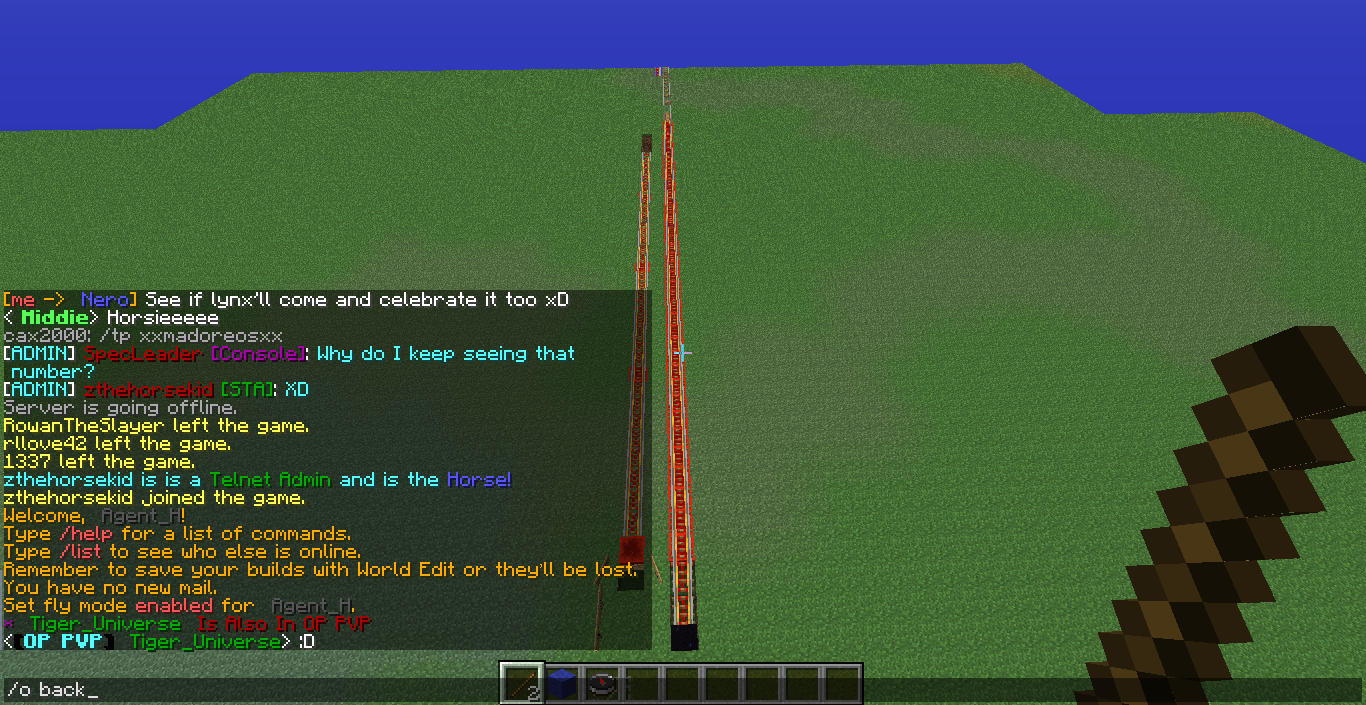 [me -> Nero] See if lynx'll come and celebrate it too xD
< Middie> Horsieeeee
cax2000: /tp xxmadoreosxx
[ADMIN] SpecLeader [Console]: Why do I keep seeing that
number?
[ADMIN] zthehorsekid [STA]: XD
Server is going offline.
RowanTheSlayer left the game.
rllove42 left the game.
1337 left the game.
zthehorsekid is is a Telnet Admin and is the Horse!
zthehorsekid joined the game.
Welcome, Agent_H!
Type /help for a list of commands.
Type /list to see who else is online.
Remember to save your builds with World Edit or they'll be lost.
You have no new mail.
Set fly mode enabled for Agent_H.
* Tiger_Universe Is Also In OP PVP
<[OP PVP] Tiger_Universe> :D
/o back_
2